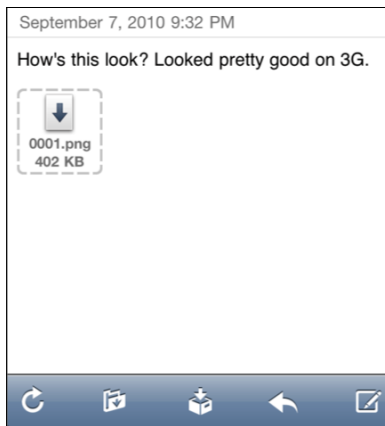 September 7, 2010 9:32 PM
How's this look? Looked pretty good on 3G.
0001.png
402 KB